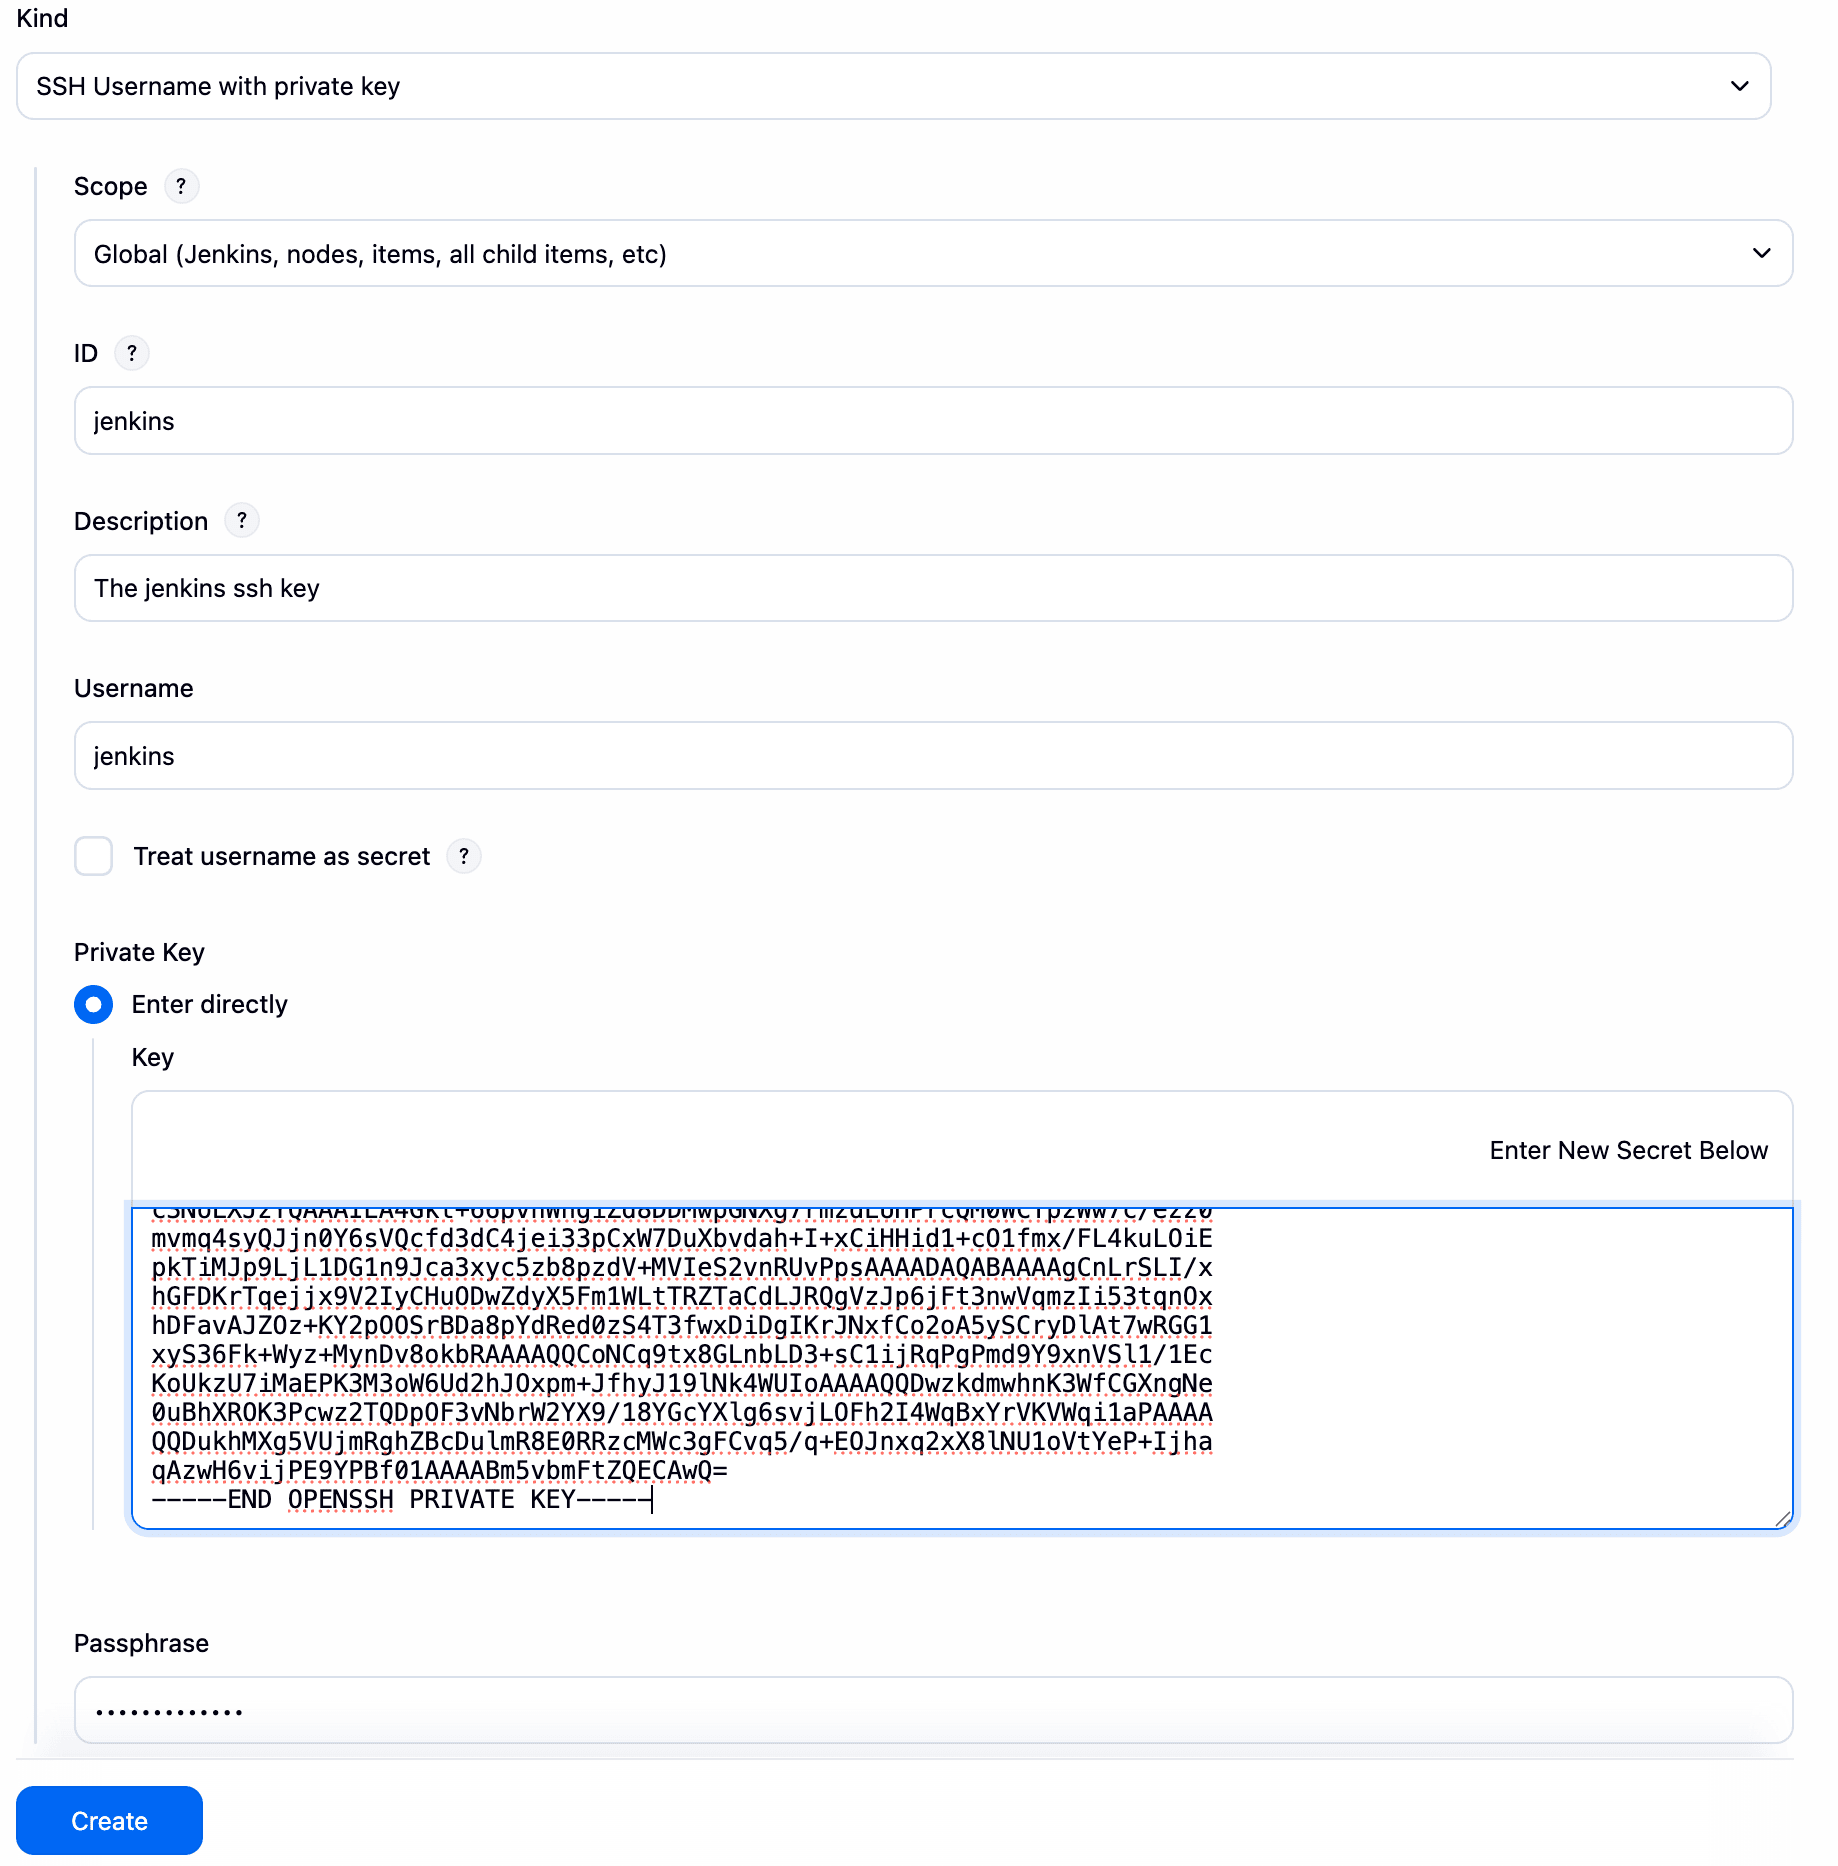 Kind
SSH Username with private key
Scope ?
Global (Jenkins, nodes, items, all child items, etc)
ID ?
jenkins
Description ?
The jenkins ssh key
Username
jenkins
Treat username as secret ?
Private Key
Enter directly
Key
Enter New Secret Below
mvmq4syQJjn0Y6sVQcfd3dC4jei33pCxW7DuXbvdah+I+xCiHHid1+cO1fmx/FL4kuLOiE
pkTiMJp9LjL1DG1n9Jca3xyc5zb8pzdV+MVIeS2vnRUvPpsAAAADAQABAAAAgCnLrSLI/x
hGFDKrTqejjx9V2IyCHuODwZdyX5Fm1WLtTRZTaCdLJRQgVzJp6jFt3nwVqmzIi53tqnOx
hDFavAJZOz+KY2pOOSrBDa8pYdRed0zS4T3fwxDiDgIKrJNxfCo2oA5ySCryDlAt7wRGG1
xyS36Fk+Wyz+MynDv8okbRAAAAQQCoNCq9tx8GLnbLD3+sC1ijRqPgPmd9Y9xnVSl1/1Ec
KoUkzU7iMaEPK3M3oW6Ud2hJOxpm+JfhyJ19lNk4WUIoAAAAQQDwzkdmwhnK3WfCGXngNe
0uBhXROK3Pcwz2TQDpOF3vNbrW2YX9/18YGcYXlg6svjLOFh2I4WqBxYrVKVWqi1aPAAAA
QQDukhMXg5VUjmRghZBcDulmR8E0RRzcMWc3gFCvq5/q+EOJnxq2xX8lNU1oVtYeP+Ijha
qAzwH6vijPE9YPBf01AAAABm5vbmFtZQECAwQ=
-----END OPENSSH PRIVATE KEY-----
Passphrase
•••••••••••••
Create